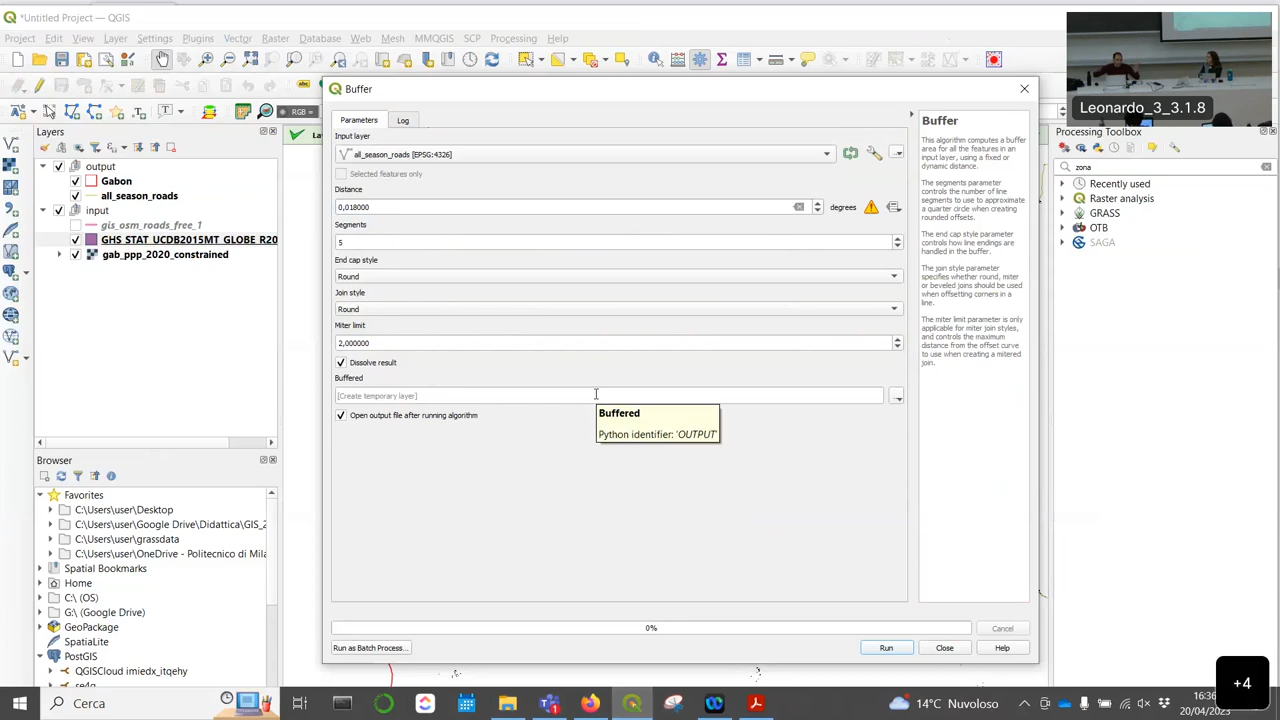 *Untitled Project — QGIS
Project Edit View Layer Settings Plugins Vector Raster Database Web Mesh MMQGIS SCP Processing Help
RGB =
Leonardo_3_3.1.8
Layers
output
Gabon
all_season_roads
input
gis_osm_roads_free_1
GHS STAT UCDB2015MT GLOBE R20
gab_ppp_2020_constrained
Browser
Favorites
C:\Users\user\Desktop
C:\Users\user\Google Drive\Didattica\GIS_2
C:\Users\user\grassdata
C:\Users\user\OneDrive - Politecnico di Mila
Spatial Bookmarks
Home
C:\ (OS)
G:\ (Google Drive)
GeoPackage
SpatiaLite
PostGIS
QGISCloud imiedx_itqehy
Lay
Buffer
Parameters Log
Input layer
all_season_roads [EPSG:4326]
Selected features only
Distance
0,018000
degrees
Segments
5
End cap style
Round
Join style
Round
Miter limit
2,000000
Dissolve result
Buffered
[Create temporary layer]
Open output file after running algorithm
Buffered
Python identifier: 'OUTPUT'
0%
Cancel
Run as Batch Process...
Run
Close
Help
Buffer
This algorithm computes a buffer
area for all the features in an
input layer, using a fixed or
dynamic distance.
The segments parameter
controls the number of line
segments to use to approximate
a quarter circle when creating
rounded offsets.
The end cap style parameter
controls how line endings are
handled in the buffer.
The join style parameter
specifies whether round, miter
or beveled joins should be used
when offsetting corners in a
line.
The miter limit parameter is only
applicable for miter join styles,
and controls the maximum
distance from the offset curve
to use when creating a mitered
join.
Processing Toolbox
zona
Recently used
Raster analysis
GRASS
OTB
SAGA
+4
Cerca
14°C Nuvoloso
16:36
20/04/2023